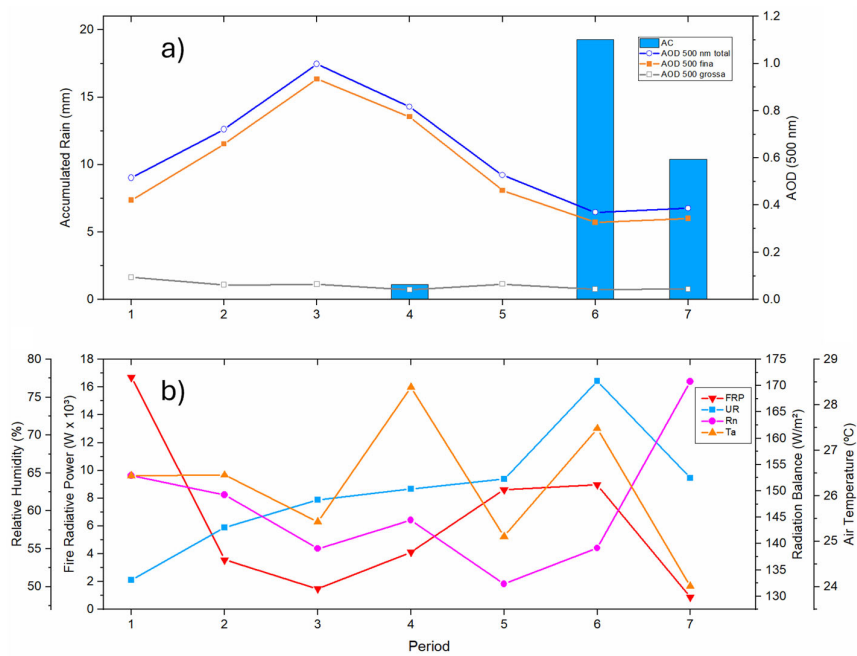 a)
Accumulated Rain (mm)
20
15
10
5
0
AC
AOD 500 nm total
AOD 500 fina
AOD 500 grossa
1.2
1.0
0.8
0.6
0.4
0.2
0.0
AOD (500 nm)
1 2 3 4 5 6 7
b)
Relative Humidity (%)
80
75
70
65
60
55
50
Fire Radiative Power (W x 10³)
18
16
14
12
10
8
6
4
2
0
FRP
UR
Rn
Ta
175
170
165
160
155
150
145
140
135
130
Radiation Balance (W/m²)
29
28
27
26
25
24
Air Temperature (ºC)
1 2 3 4 5 6 7
Period